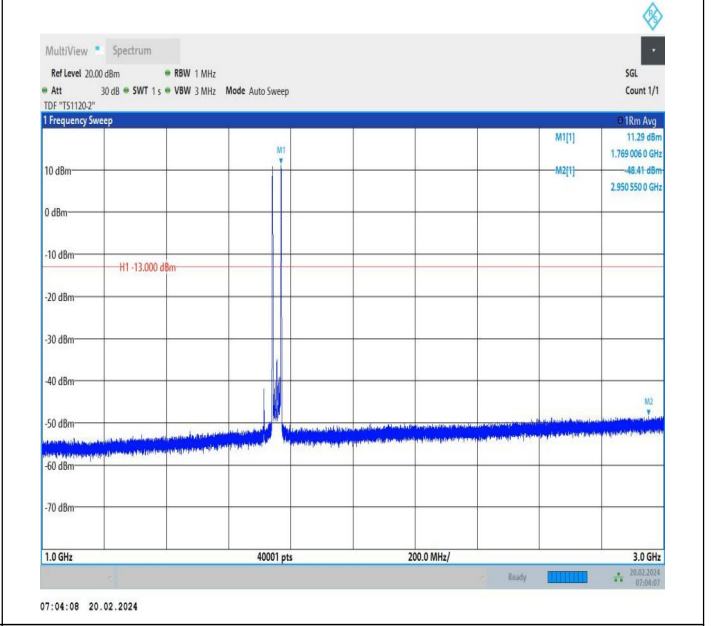 MultiView Spectrum
Ref Level 20.00 dBm RBW 1 MHz SGL
Att 30 dB SWT 1 s VBW 3 MHz Mode Auto Sweep Count 1/1
TDF "TS1120-2"
1 Frequency Sweep 1Rm Avg
M1[1] 11.29 dBm
1.769 006 0 GHz
M1
10 dBm M2[1] -48.41 dBm
2.950 550 0 GHz
0 dBm
-10 dBm
H1 -13.000 dBm
-20 dBm
-30 dBm
-40 dBm
M2
-50 dBm
-60 dBm
-70 dBm
1.0 GHz 40001 pts 200.0 MHz/ 3.0 GHz
Ready 20.02.2024
07:04:07
07:04:08 20.02.2024